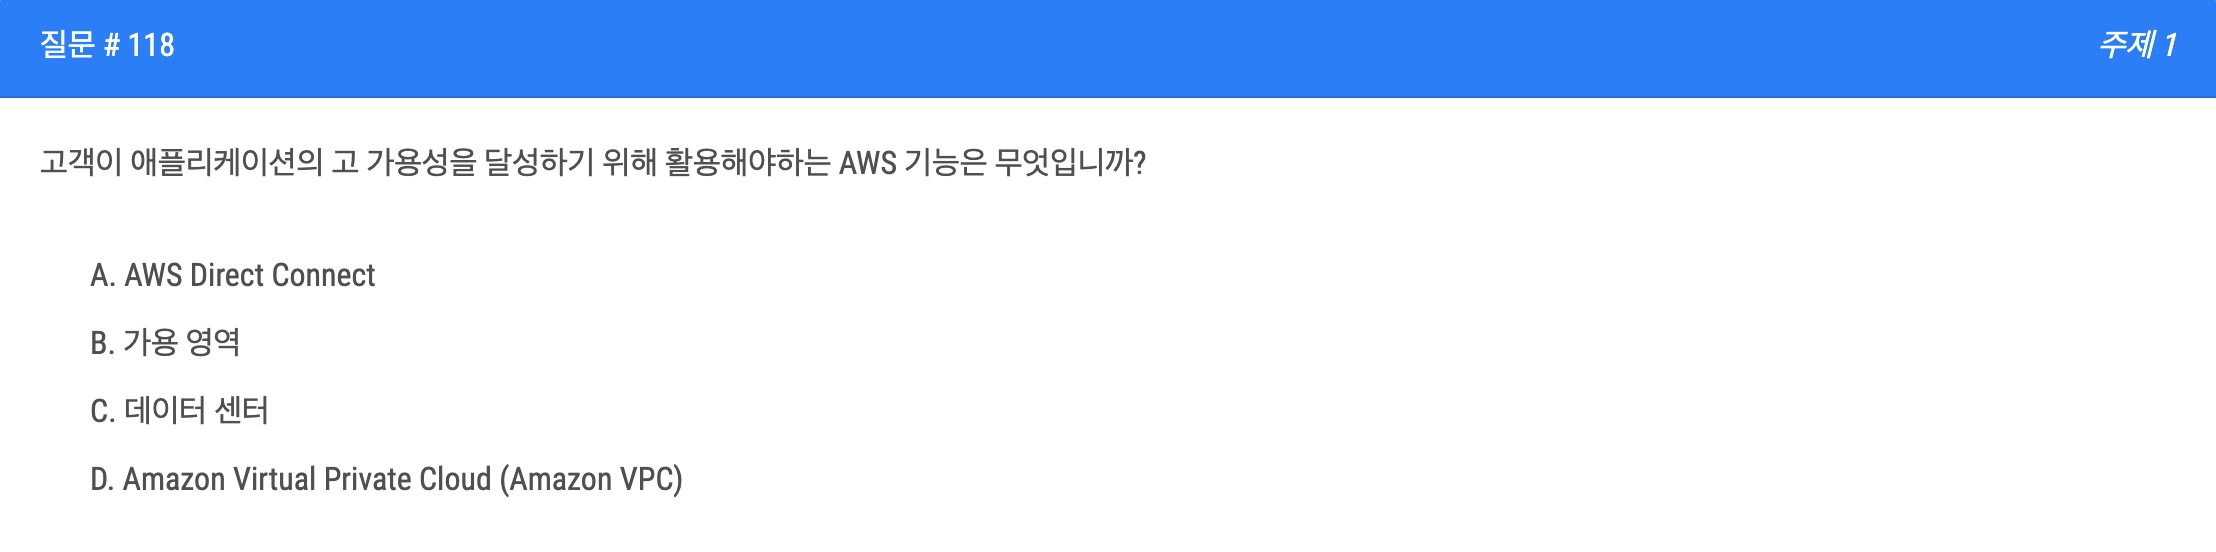 질문 # 118
주제 1
고객이 애플리케이션의 고 가용성을 달성하기 위해 활용해야하는 AWS 기능은 무엇입니까?
A. AWS Direct Connect
B. 가용 영역
C. 데이터 센터
D. Amazon Virtual Private Cloud (Amazon VPC)